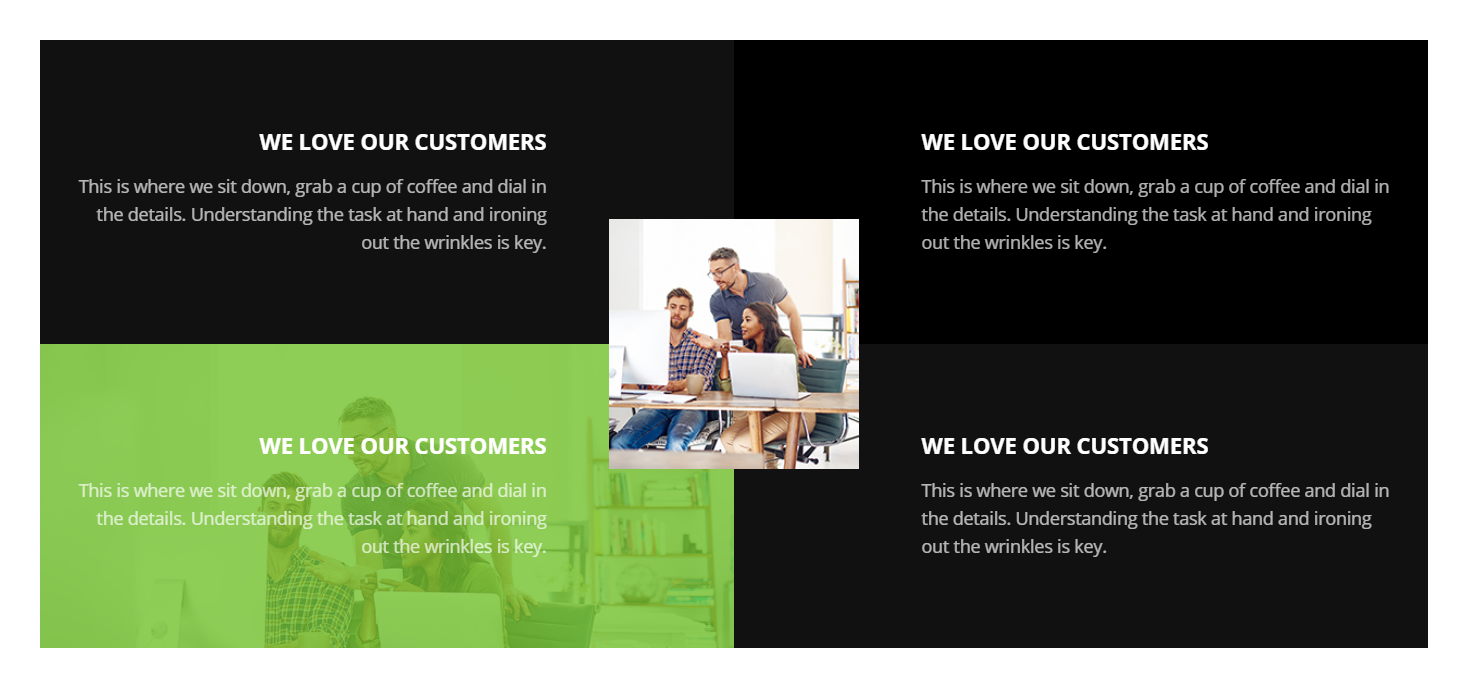 WE LOVE OUR CUSTOMERS
This is where we sit down, grab a cup of coffee and dial in
the details. Understanding the task at hand and ironing
out the wrinkles is key.
WE LOVE OUR CUSTOMERS
This is where we sit down, grab a cup of coffee and dial in
the details. Understanding the task at hand and ironing
out the wrinkles is key.
WE LOVE OUR CUSTOMERS
This is where we sit down, grab a cup of coffee and dial in
the details. Understanding the task at hand and ironing
out the wrinkles is key.
WE LOVE OUR CUSTOMERS
This is where we sit down, grab a cup of coffee and dial in
the details. Understanding the task at hand and ironing
out the wrinkles is key.